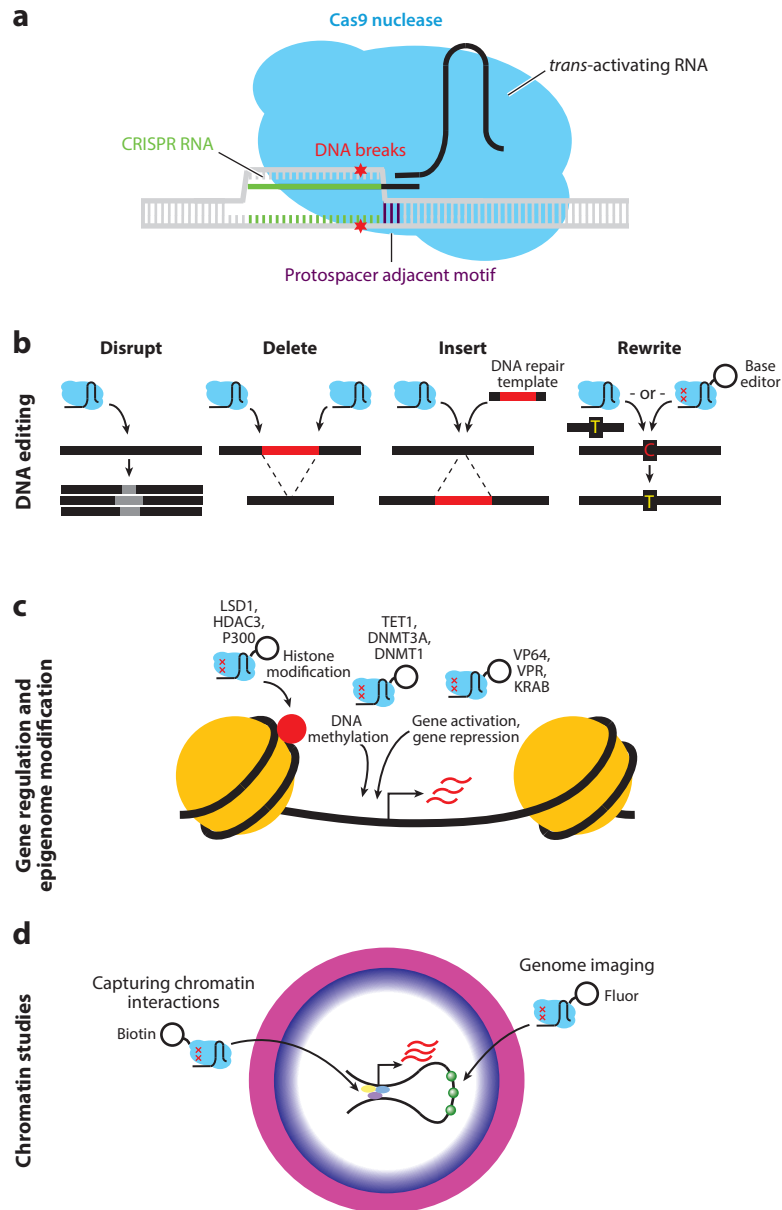 a
Cas9 nuclease
trans-activating RNA
CRISPR RNA
DNA breaks
Protospacer adjacent motif
b
DNA editing
Disrupt
Delete
Insert
Rewrite
DNA repair
template
- or -
Base
editor
××
T
C
T
c
Gene regulation and
epigenome modification
LSD1,
HDAC3,
P300
××
Histone
modification
TET1,
DNMT3A,
DNMT1
××
VP64,
VPR,
KRAB
××
DNA
methylation
Gene activation,
gene repression
d
Chromatin studies
Capturing chromatin
interactions
Biotin
××
Genome imaging
Fluor
××